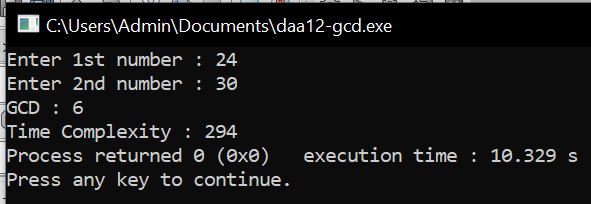 C:\Users\Admin\Documents\daa12-gcd.exe
Enter 1st number : 24
Enter 2nd number : 30
GCD : 6
Time Complexity : 294
Process returned 0 (0x0)   execution time : 10.329 s
Press any key to continue.